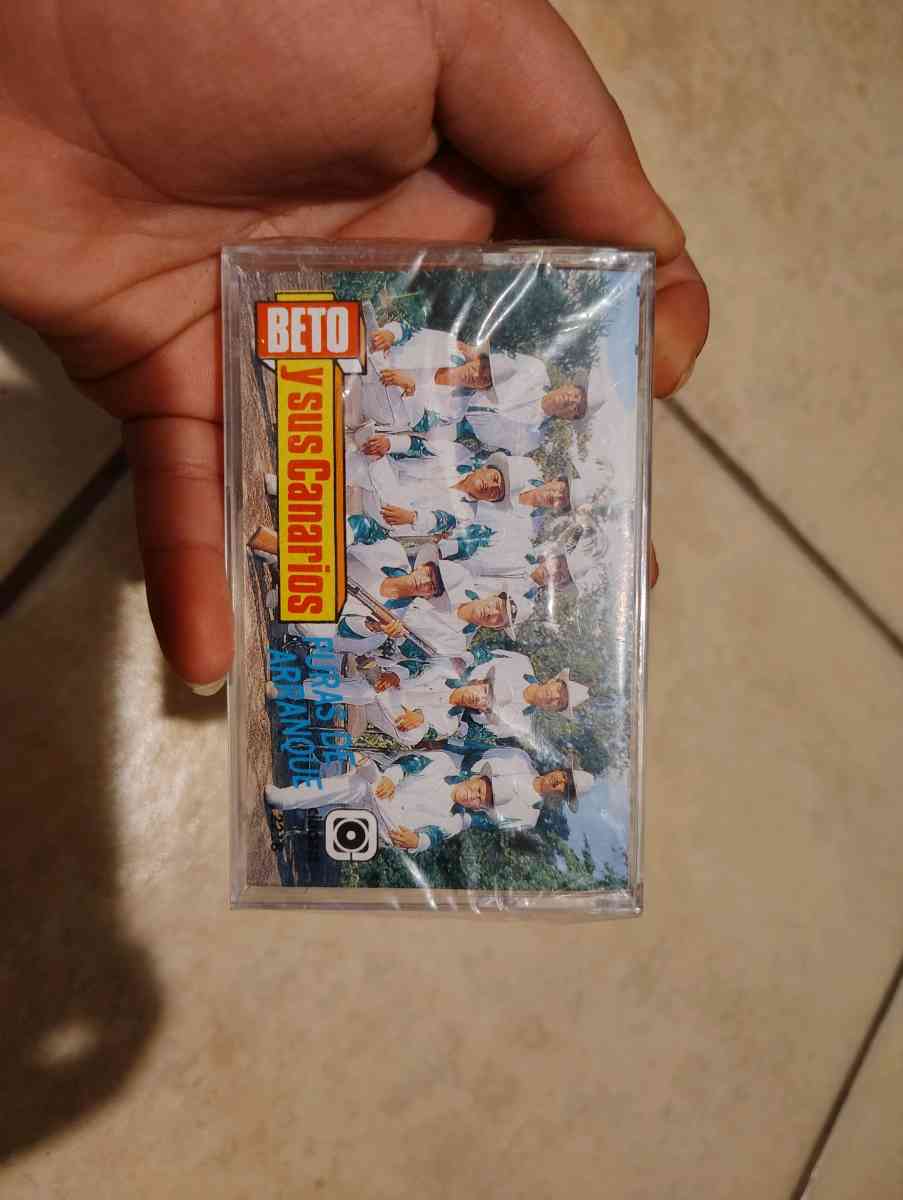 BETO
y sus Canarios
PURAS DE
ARRANQUE